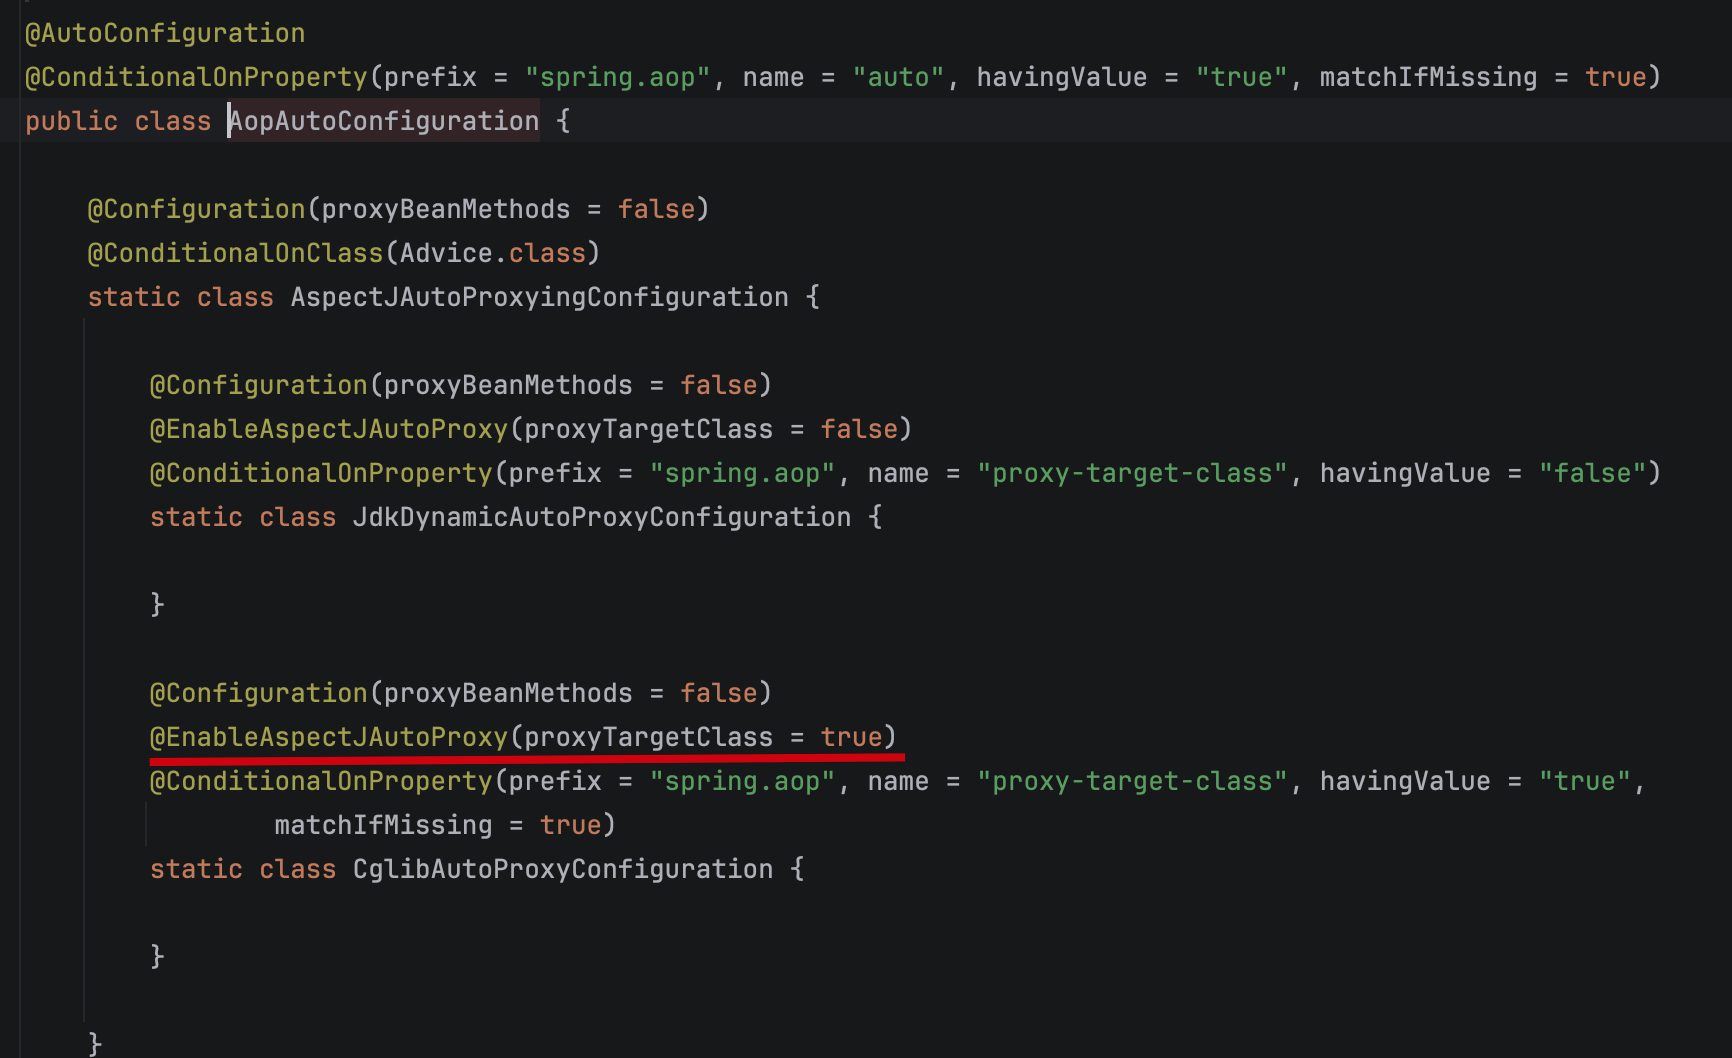 @AutoConfiguration
@ConditionalOnProperty(prefix = "spring.aop", name = "auto", havingValue = "true", matchIfMissing = true)
public class AopAutoConfiguration {
@Configuration(proxyBeanMethods = false)
@ConditionalOnClass(Advice.class)
static class AspectJAutoProxyingConfiguration {
@Configuration(proxyBeanMethods = false)
@EnableAspectJAutoProxy(proxyTargetClass = false)
@ConditionalOnProperty(prefix = "spring.aop", name = "proxy-target-class", havingValue = "false")
static class JdkDynamicAutoProxyConfiguration {
}
@Configuration(proxyBeanMethods = false)
@EnableAspectJAutoProxy(proxyTargetClass = true)
@ConditionalOnProperty(prefix = "spring.aop", name = "proxy-target-class", havingValue = "true",
matchIfMissing = true)
static class CglibAutoProxyConfiguration {
}
}